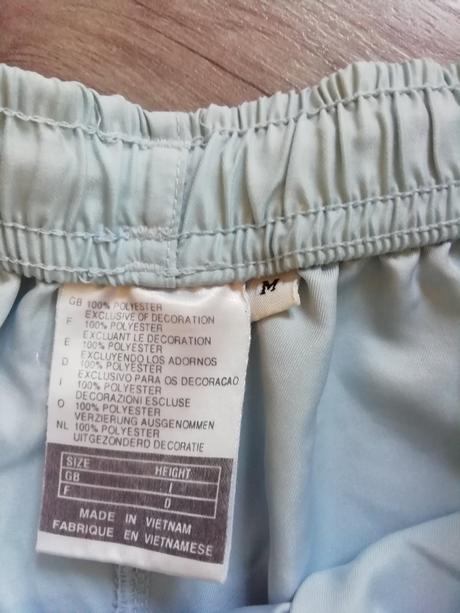 M
GB 100% POLYESTER
EXCLUSIVE OF DECORATION
F 100% POLYESTER
EXCLUANT LE DECORATION
E 100% POLYESTER
EXCLUYENDO LOS ADORNOS
D 100% POLYESTER
EXCLUSIVO PARA OS DECORACAO
I 100% POLYESTER
DECORAZIONI ESCLUSE
O 100% POLYESTER
VERZIERUNG AUSGENOMMEN
NL 100% POLYESTER
UITGEZONDERD DECORATIE
SIZE HEIGHT
GB I
F D
MADE IN VIETNAM
FABRIQUE EN VIETNAMESE